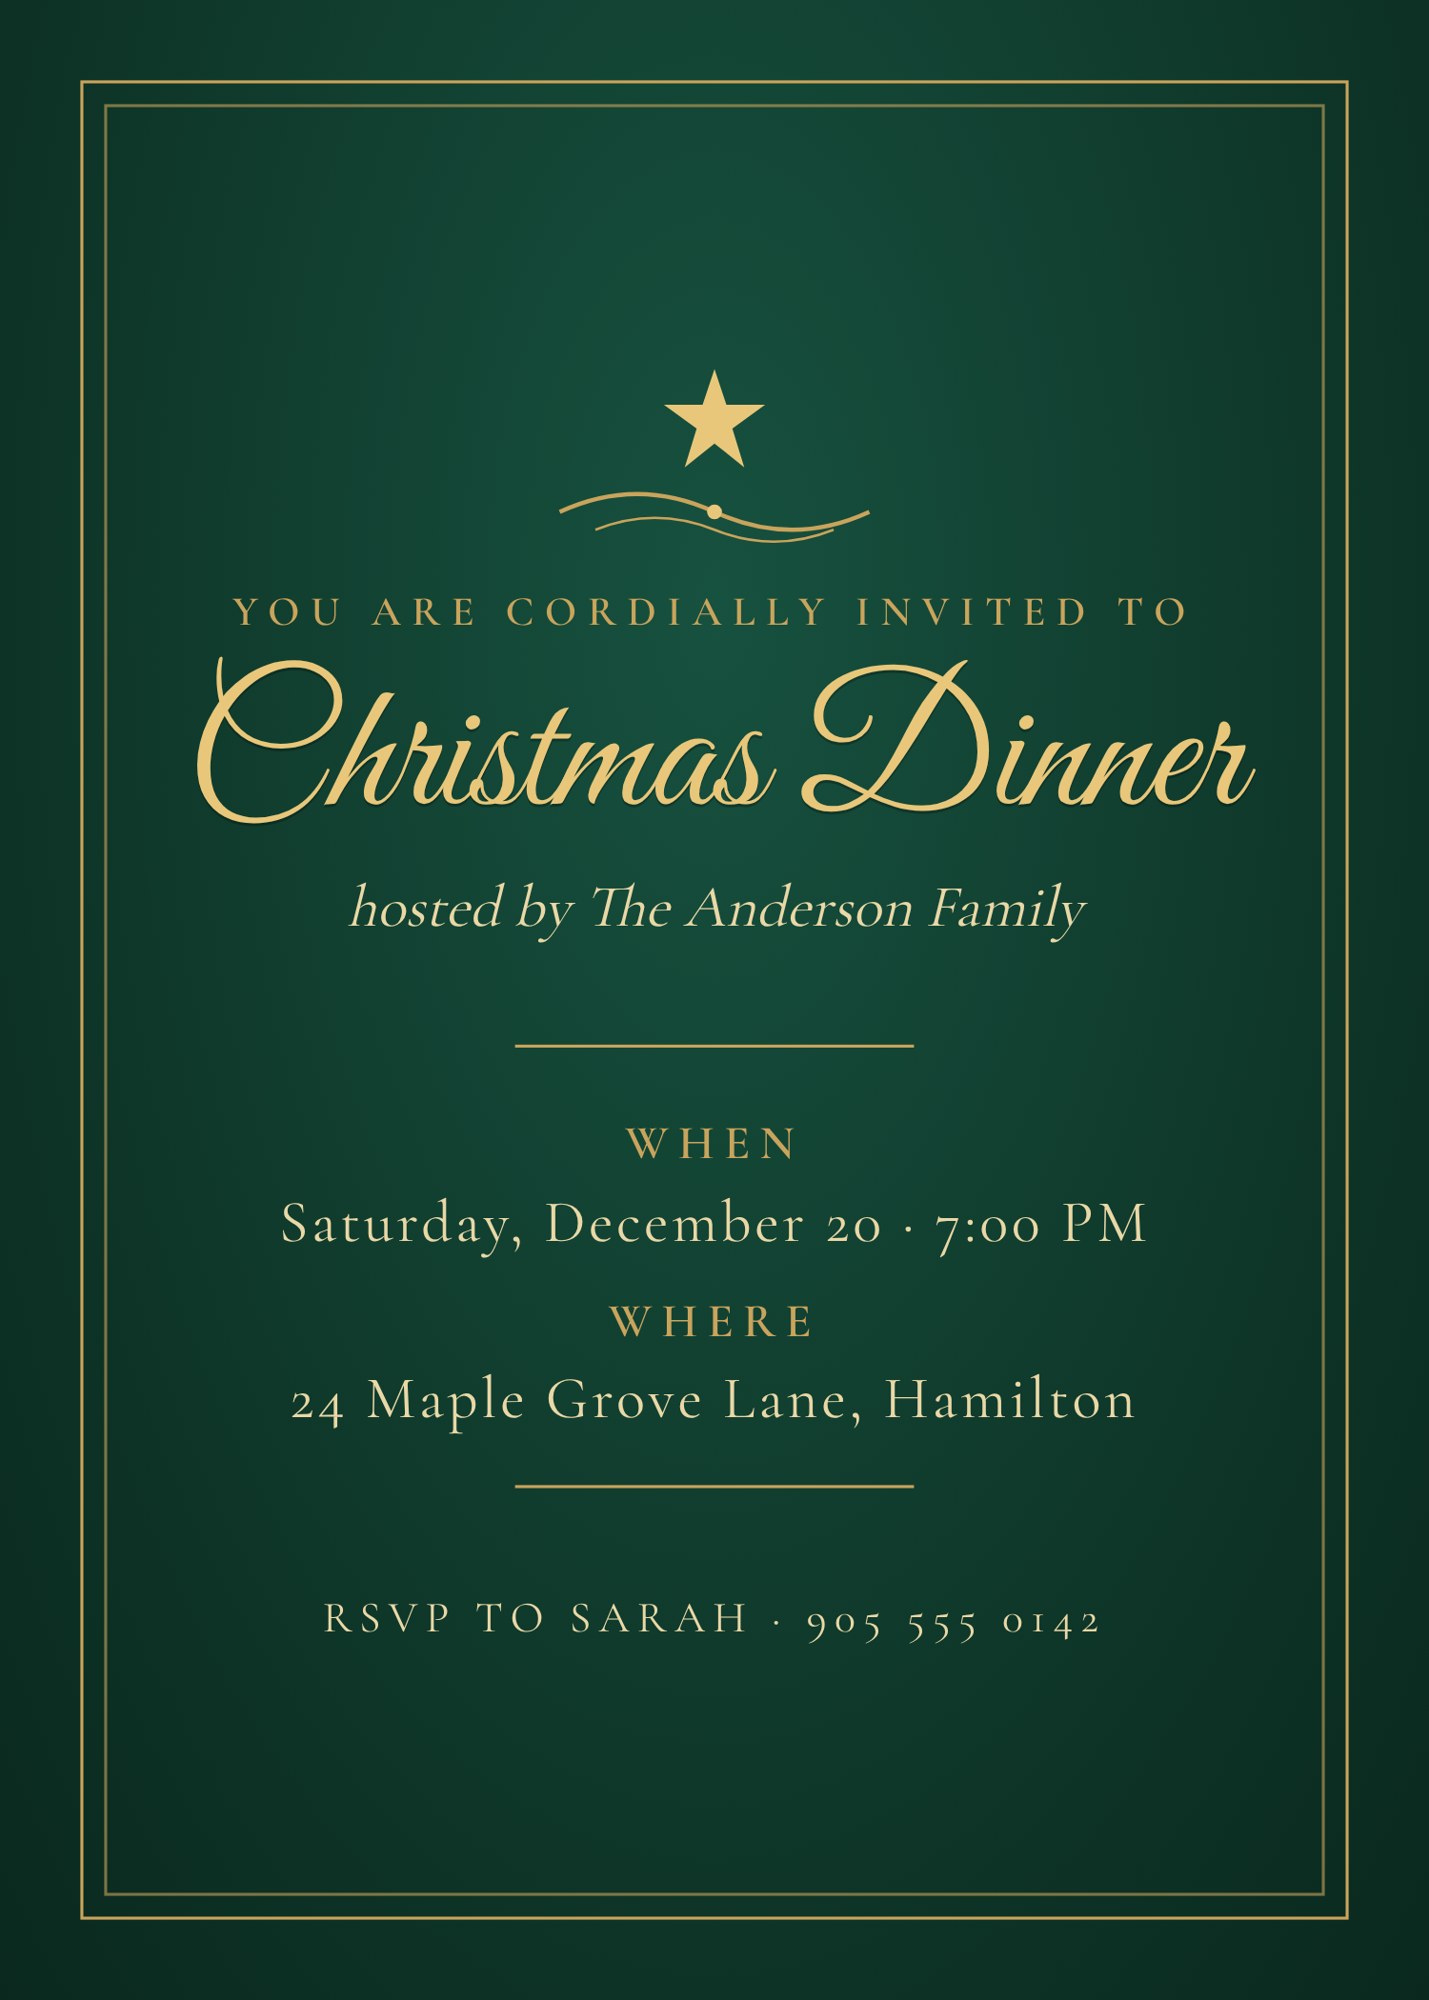 YOU ARE CORDIALLY INVITED TO
Christmas Dinner
hosted by The Anderson Family
WHEN
Saturday, December 20 · 7:00 PM
WHERE
24 Maple Grove Lane, Hamilton
RSVP TO SARAH · 905 555 0142